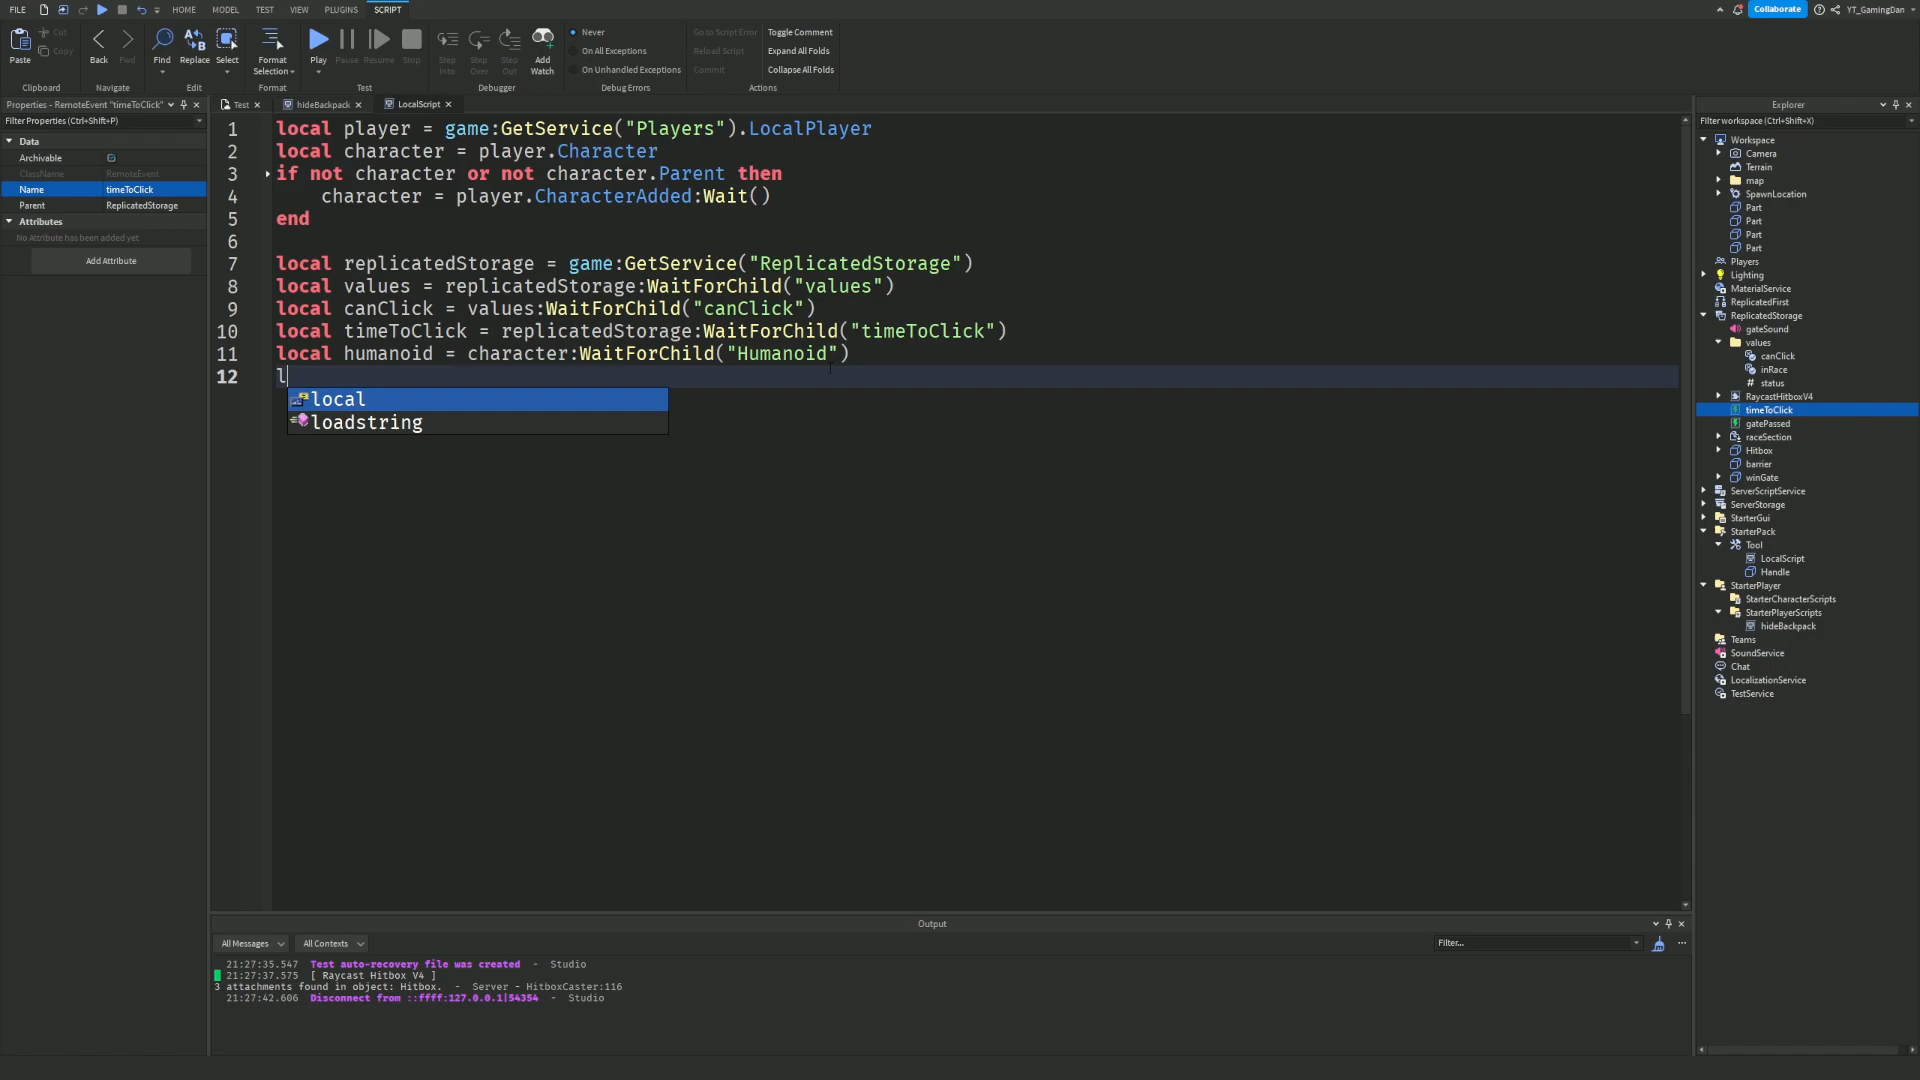 FILE HOME MODEL TEST VIEW PLUGINS SCRIPT Collaborate YT_GamingDan
Cut
Copy
Paste Back Fwd Find Replace Select Format Selection Play Pause Resume Stop Step Into Step Over Step Out Add Watch
Never
On All Exceptions
On Unhandled Exceptions
Go to Script Error
Reload Script
Commit
Toggle Comment
Expand All Folds
Collapse All Folds
Clipboard Navigate Edit Format Test Debugger Debug Errors Actions
Properties - RemoteEvent "timeToClick"
Filter Properties (Ctrl+Shift+P)
Data
Archivable
ClassName RemoteEvent
Name timeToClick
Parent ReplicatedStorage
Attributes
No Attribute has been added yet
Add Attribute
Test hideBackpack LocalScript
1 local player = game:GetService("Players").LocalPlayer
2 local character = player.Character
3 if not character or not character.Parent then
4 character = player.CharacterAdded:Wait()
5 end
6
7 local replicatedStorage = game:GetService("ReplicatedStorage")
8 local values = replicatedStorage:WaitForChild("values")
9 local canClick = values:WaitForChild("canClick")
10 local timeToClick = replicatedStorage:WaitForChild("timeToClick")
11 local humanoid = character:WaitForChild("Humanoid")
12 l
local
loadstring
Output
All Messages All Contexts Filter...
21:27:35.547 Test auto-recovery file was created - Studio
21:27:37.575 [ Raycast Hitbox V4 ]
3 attachments found in object: Hitbox. - Server - HitboxCaster:116
21:27:42.606 Disconnect from ::ffff:127.0.0.1|54354 - Studio
Explorer
Filter workspace (Ctrl+Shift+X)
Workspace
Camera
Terrain
map
SpawnLocation
Part
Part
Part
Part
Players
Lighting
MaterialService
ReplicatedFirst
ReplicatedStorage
gateSound
values
canClick
inRace
status
RaycastHitboxV4
timeToClick
gatePassed
raceSection
Hitbox
barrier
winGate
ServerScriptService
ServerStorage
StarterGui
StarterPack
Tool
LocalScript
Handle
StarterPlayer
StarterCharacterScripts
StarterPlayerScripts
hideBackpack
Teams
SoundService
Chat
LocalizationService
TestService